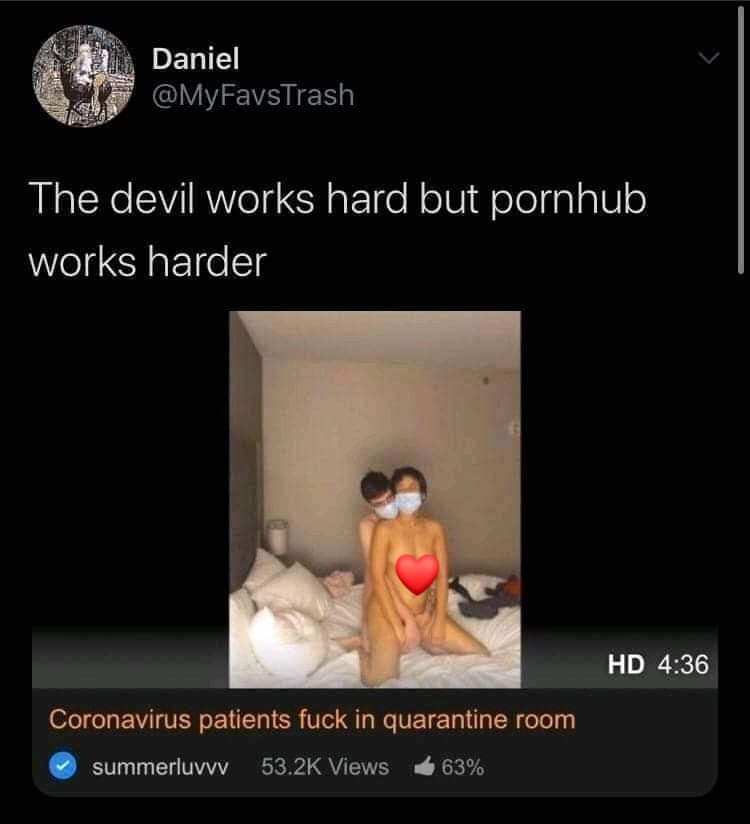 Daniel
@MyFavsTrash
The devil works hard but pornhub
works harder
HD 4:36
Coronavirus patients fuck in quarantine room
summerluvvv 53.2K Views 63%